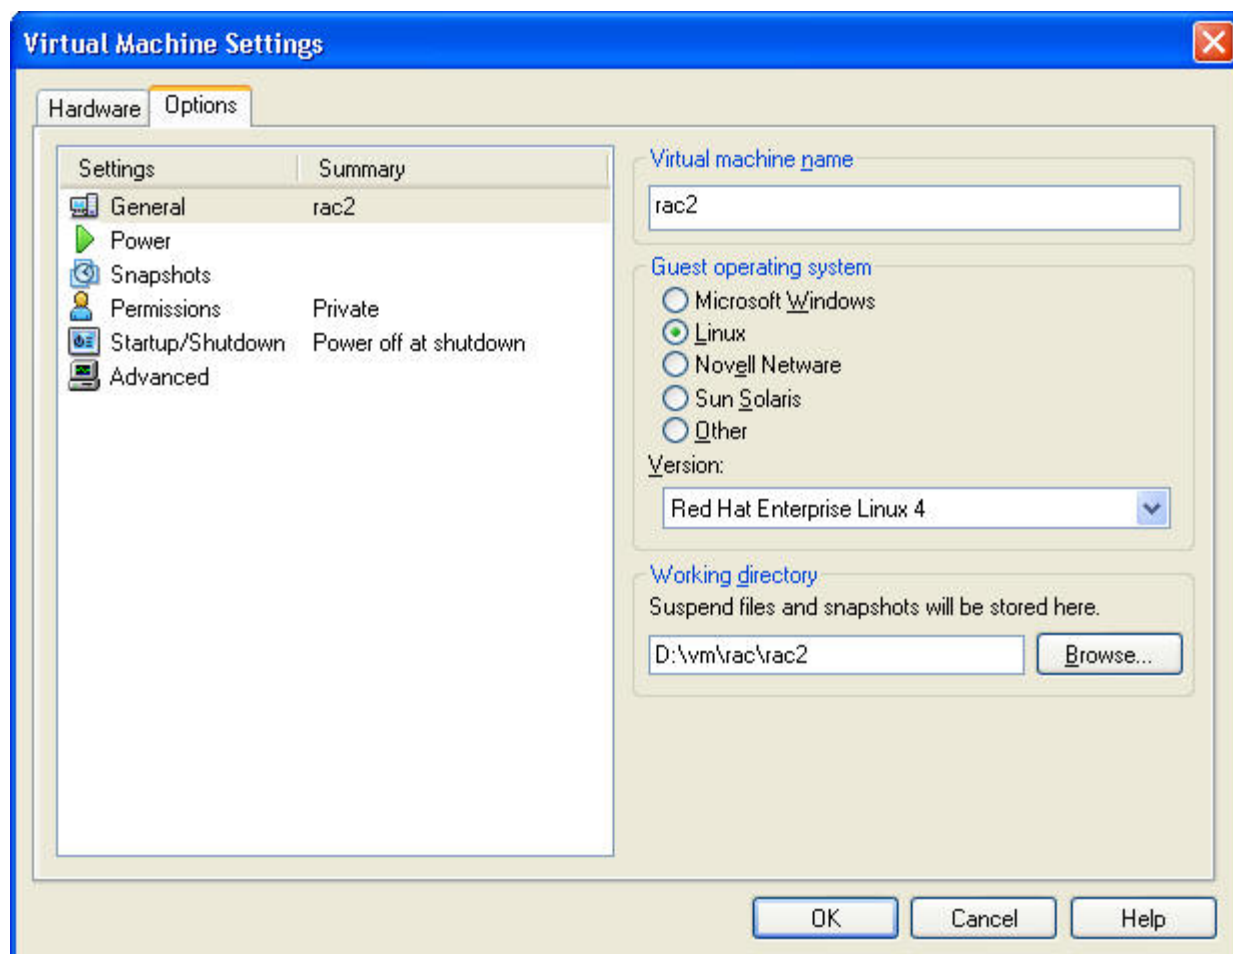 Virtual Machine Settings
Hardware Options
Settings Summary
General rac2
Power
Snapshots
Permissions Private
Startup/Shutdown Power off at shutdown
Advanced
Virtual machine name
rac2
Guest operating system
Microsoft Windows
Linux
Novell Netware
Sun Solaris
Other
Version:
Red Hat Enterprise Linux 4
Working directory
Suspend files and snapshots will be stored here.
D:\vm\rac\rac2 Browse...
OK Cancel Help